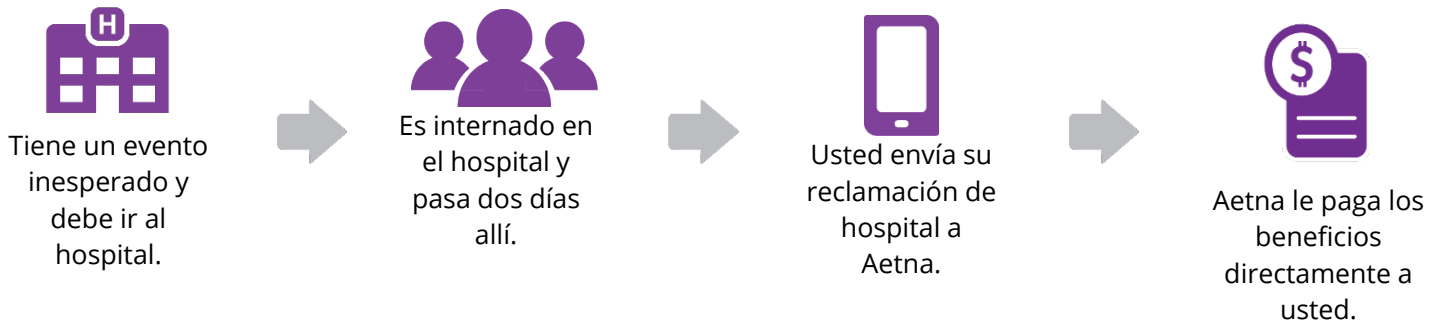 H
Tiene un evento
inesperado y
debe ir al
hospital.
Es internado en
el hospital y
pasa dos días
allí.
Usted envía su
reclamación de
hospital a
Aetna.
$
Aetna le paga los
beneficios
directamente a
usted.